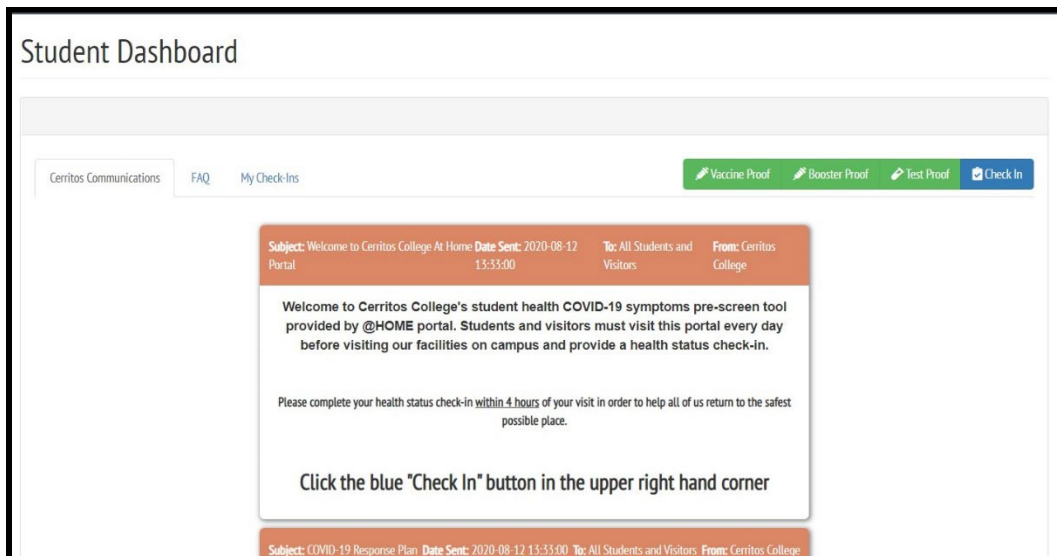 Student Dashboard
Cerritos Communications FAQ My Check-Ins Vaccine Proof Booster Proof Test Proof Check In
Subject: Welcome to Cerritos College At Home Portal
Date Sent: 2020-08-12 13:33:00
To: All Students and Visitors
From: Cerritos College
Welcome to Cerritos College's student health COVID-19 symptoms pre-screen tool
provided by @HOME portal. Students and visitors must visit this portal every day
before visiting our facilities on campus and provide a health status check-in.
Please complete your health status check-in within 4 hours of your visit in order to help all of us return to the safest
possible place.
Click the blue "Check In" button in the upper right hand corner
Subject: COVID-19 Response Plan Date Sent: 2020-08-12 13:33:00 To: All Students and Visitors From: Cerritos College